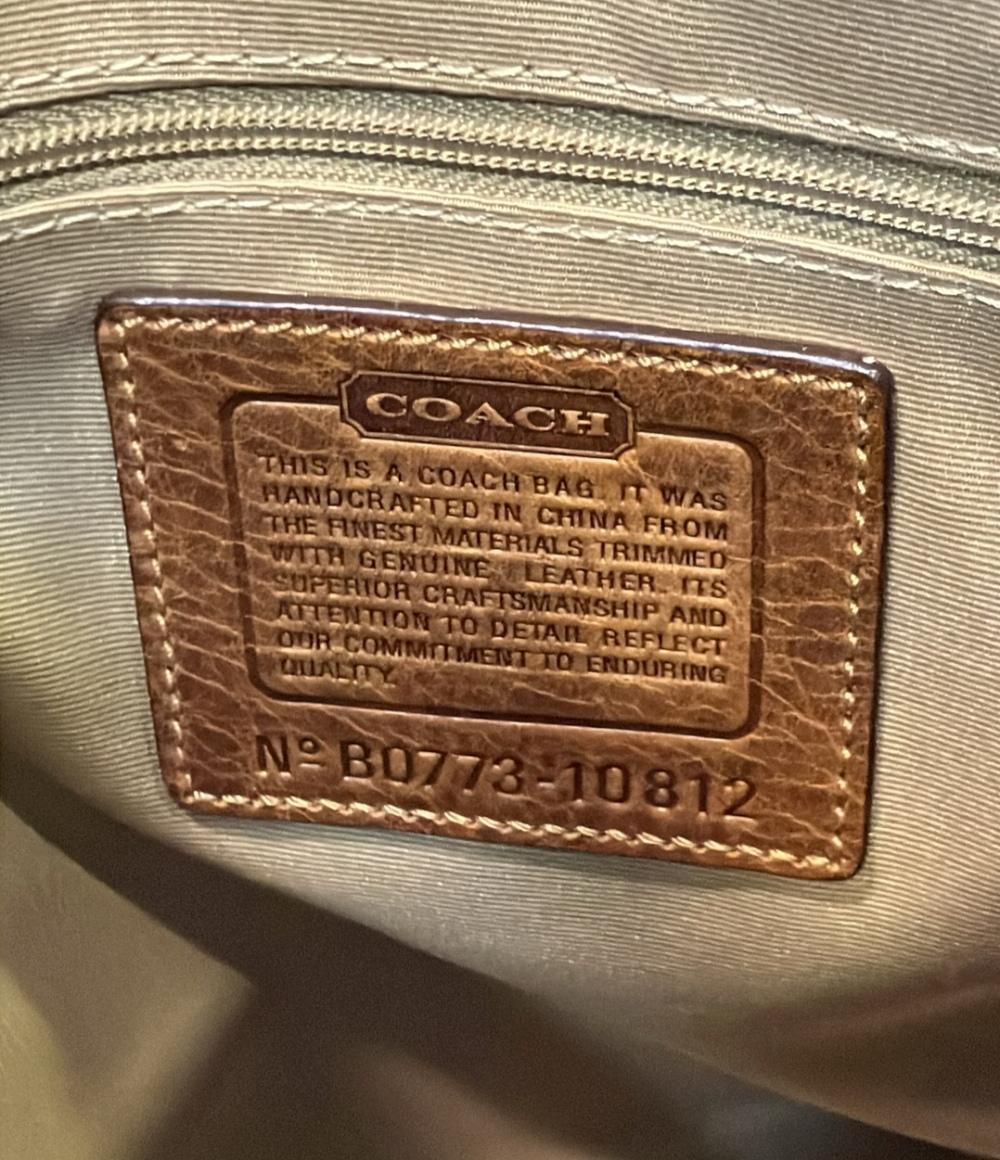 COACH
THIS IS A COACH BAG. IT WAS
HANDCRAFTED IN CHINA FROM
THE FINEST MATERIALS TRIMMED
WITH GENUINE LEATHER. ITS
SUPERIOR CRAFTSMANSHIP AND
ATTENTION TO DETAIL REFLECT
OUR COMMITMENT TO ENDURING
QUALITY.
Nº B0773-10812